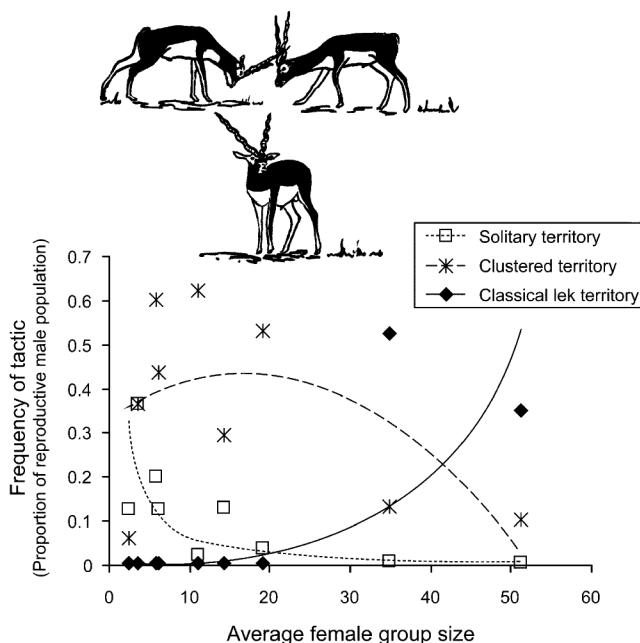 Solitary territory
Clustered territory
Classical lek territory
Frequency of tactic
(Proportion of reproductive male population)
0.7
0.6
0.5
0.4
0.3
0.2
0.1
0
0
10
20
30
40
50
60
Average female group size